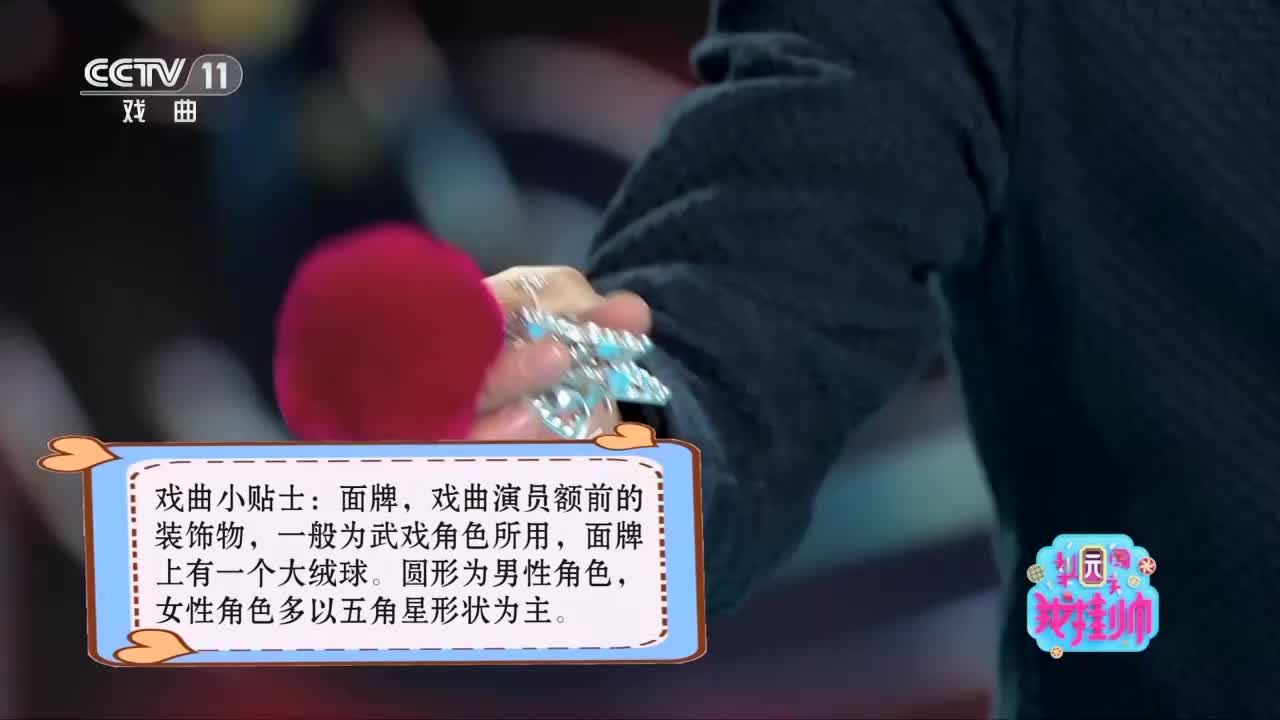 CCTV 11
戏 曲
戏曲小贴士：面牌，戏曲演员额前的
装饰物，一般为武戏角色所用，面牌
上有一个大绒球。圆形为男性角色，
女性角色多以五角星形状为主。
元
我挂帅